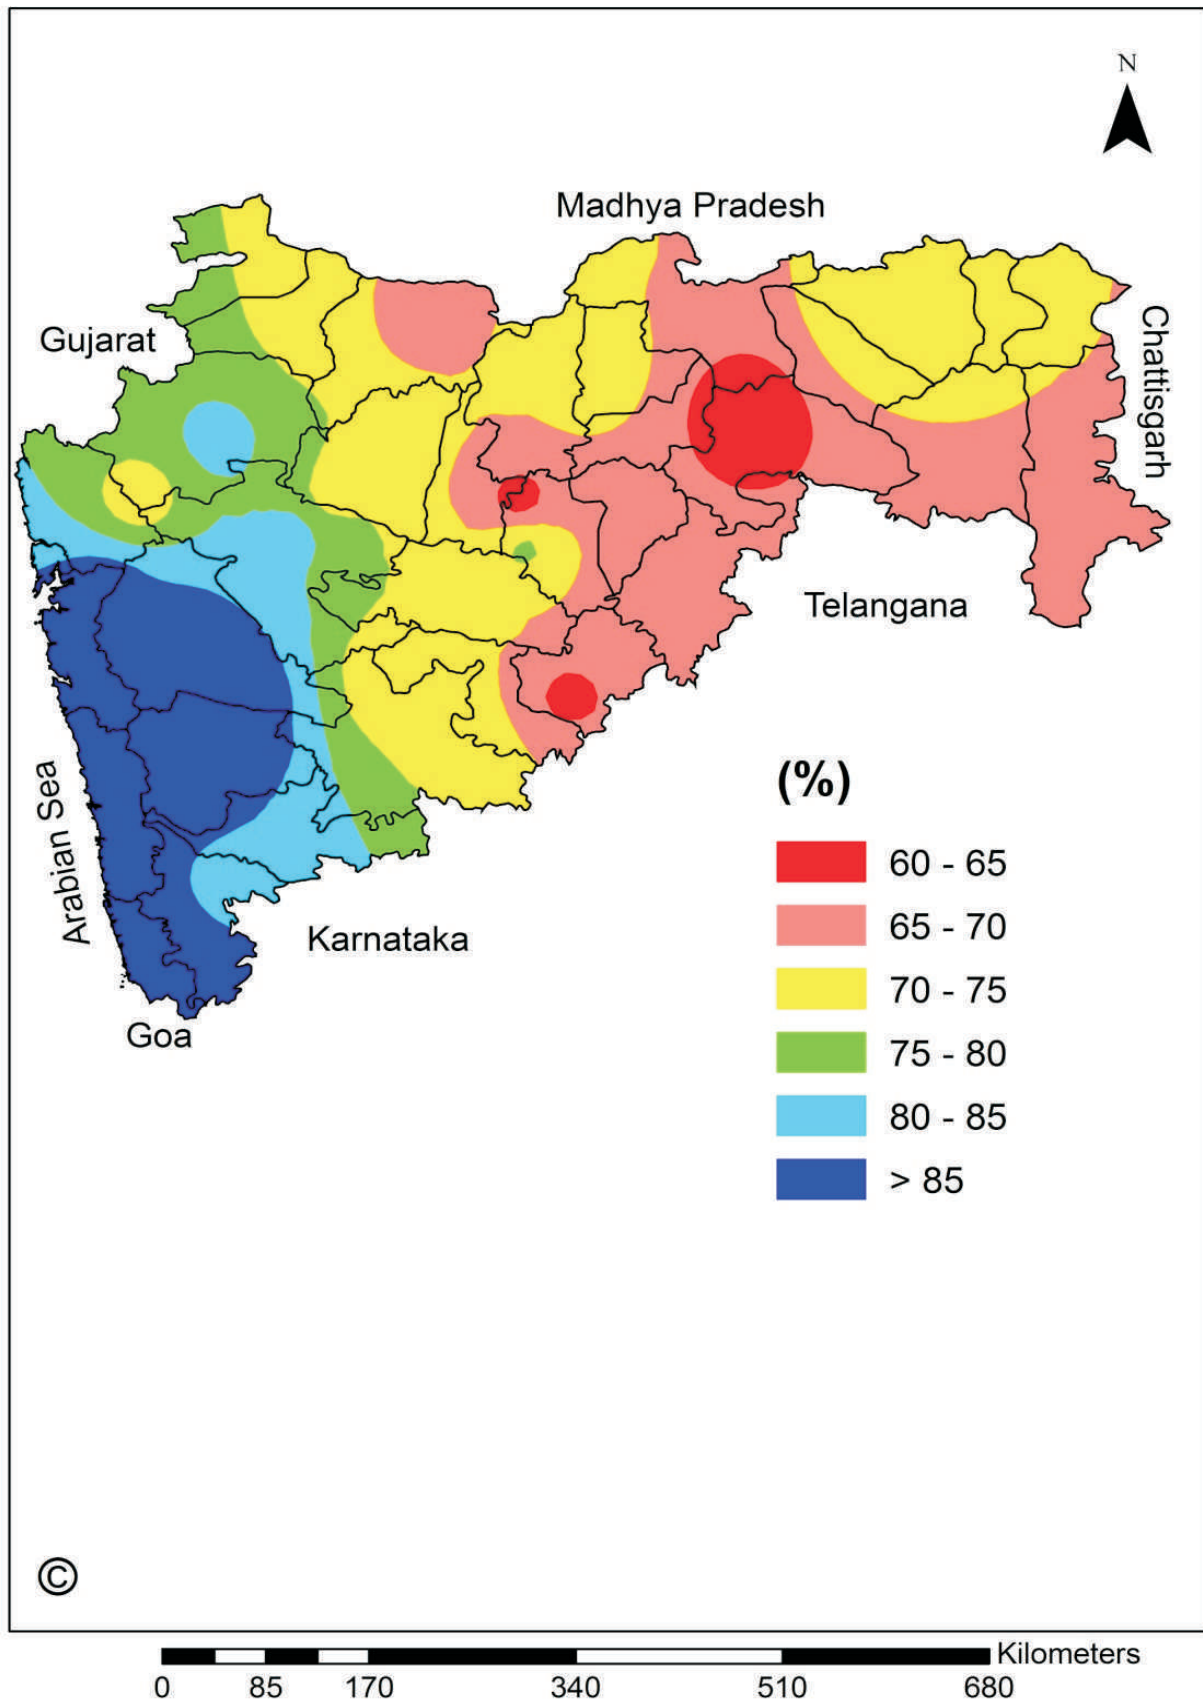 N
Madhya Pradesh
Gujarat
Chattisgarh
Telangana
Arabian Sea
Karnataka
Goa
(%)
60 - 65
65 - 70
70 - 75
75 - 80
80 - 85
> 85
©
Kilometers
0 85 170 340 510 680